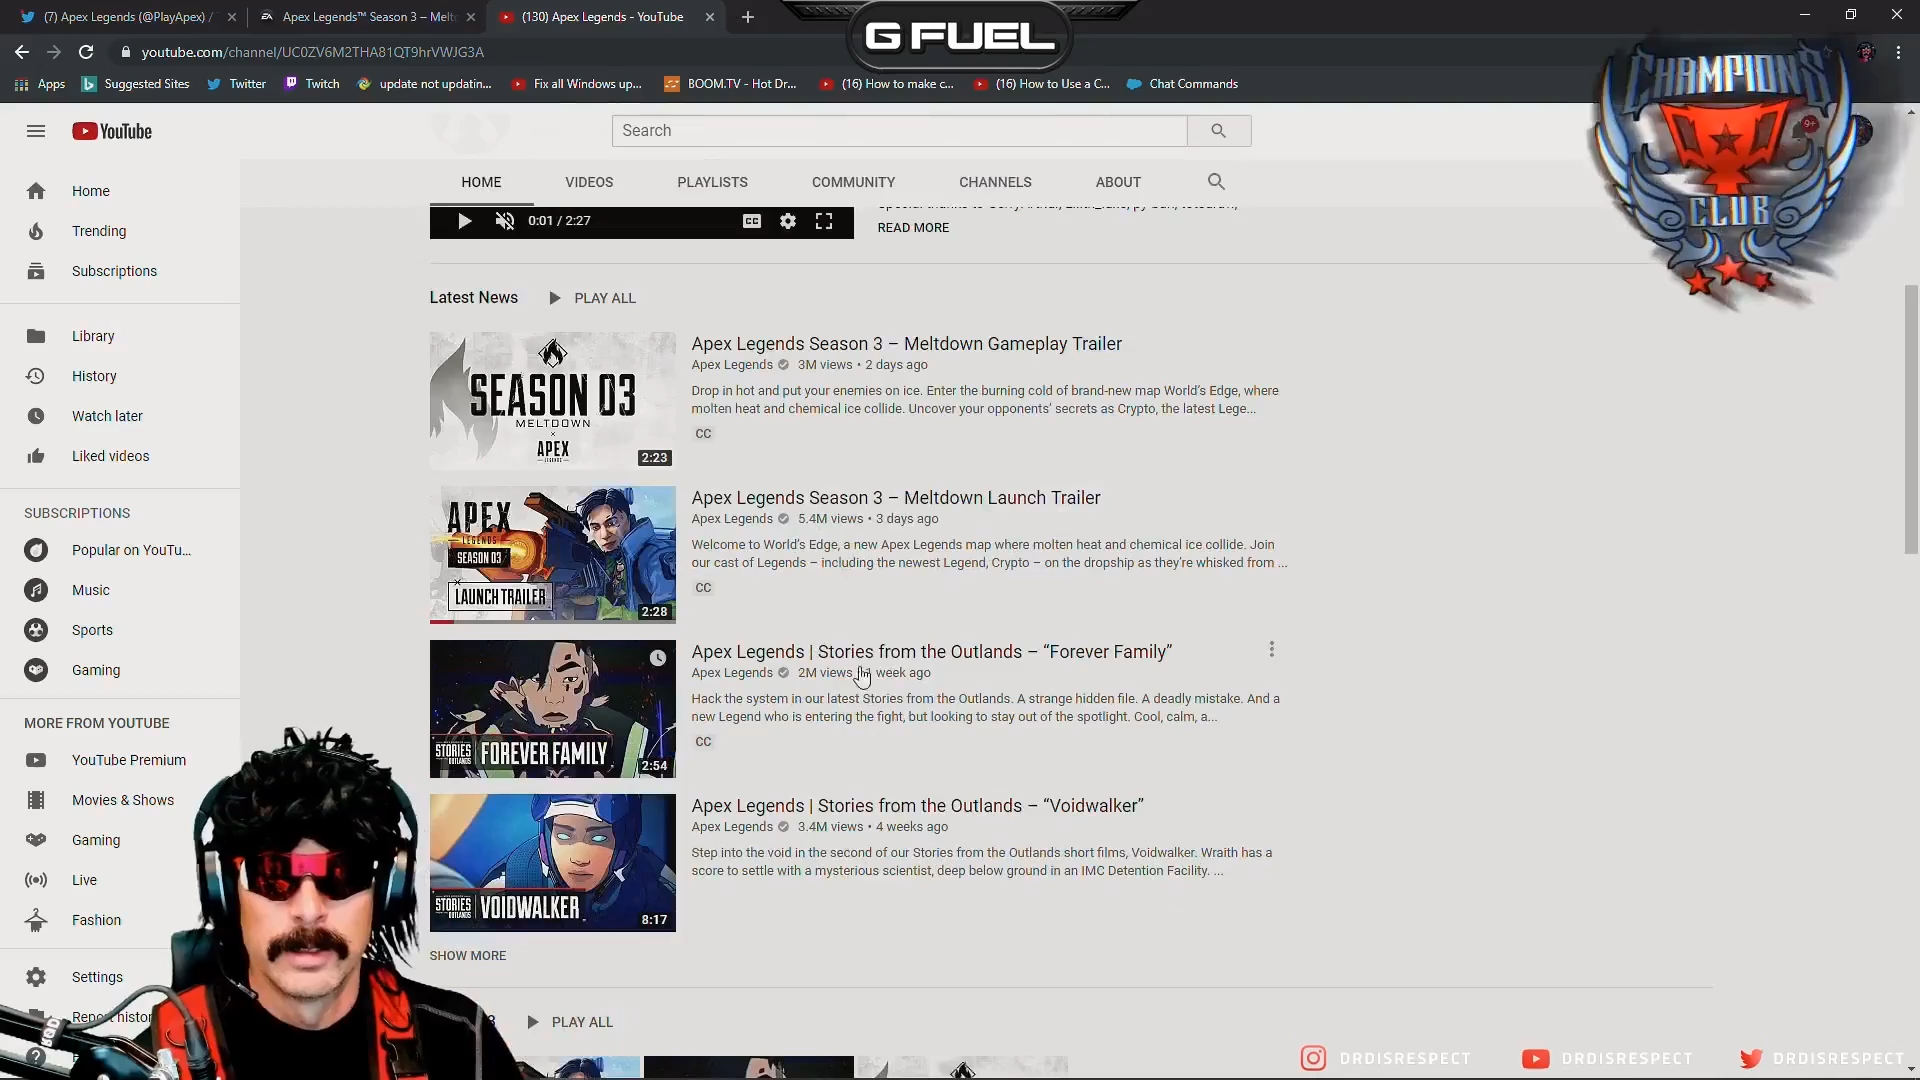 (7) Apex Legends (@PlayApex) /
Apex Legends™ Season 3 – Melt
(130) Apex Legends - YouTube
G FUEL
youtube.com/channel/UC0ZV6M2THA81QT9hrVWJG3A
Apps
Suggested Sites
Twitter
Twitch
update not updatin...
Fix all Windows up...
BOOM.TV - Hot Dr...
(16) How to make c...
(16) How to Use a C...
Chat Commands
CHAMPIONS
CLUB
YouTube
Search
9+
HOME
VIDEOS
PLAYLISTS
COMMUNITY
CHANNELS
ABOUT
0:01 / 2:27
CC
READ MORE
Home
Trending
Subscriptions
Library
History
Watch later
Liked videos
SUBSCRIPTIONS
Popular on YouTu...
Music
Sports
Gaming
MORE FROM YOUTUBE
YouTube Premium
Movies & Shows
Gaming
Live
Fashion
Settings
Report histor
Latest News
PLAY ALL
SEASON 03
MELTDOWN
×
APEX
LEGENDS
2:23
Apex Legends Season 3 – Meltdown Gameplay Trailer
Apex Legends 3M views • 2 days ago
Drop in hot and put your enemies on ice. Enter the burning cold of brand-new map World's Edge, where
molten heat and chemical ice collide. Uncover your opponents' secrets as Crypto, the latest Lege...
CC
APEX
LEGENDS
SEASON 03
×
LAUNCH TRAILER
2:28
Apex Legends Season 3 – Meltdown Launch Trailer
Apex Legends 5.4M views • 3 days ago
Welcome to World's Edge, a new Apex Legends map where molten heat and chemical ice collide. Join
our cast of Legends – including the newest Legend, Crypto – on the dropship as they're whisked from ...
CC
STORIES
OUTLANDS
FOREVER FAMILY
2:54
Apex Legends | Stories from the Outlands – “Forever Family”
Apex Legends 2M views week ago
Hack the system in our latest Stories from the Outlands. A strange hidden file. A deadly mistake. And a
new Legend who is entering the fight, but looking to stay out of the spotlight. Cool, calm, a...
CC
STORIES
OUTLANDS
VOIDWALKER
8:17
Apex Legends | Stories from the Outlands – “Voidwalker”
Apex Legends 3.4M views • 4 weeks ago
Step into the void in the second of our Stories from the Outlands short films, Voidwalker. Wraith has a
score to settle with a mysterious scientist, deep below ground in an IMC Detention Facility. ...
SHOW MORE
3
PLAY ALL
DRDISRESPECT
DRDISRESPECT
DRDISRESPECT